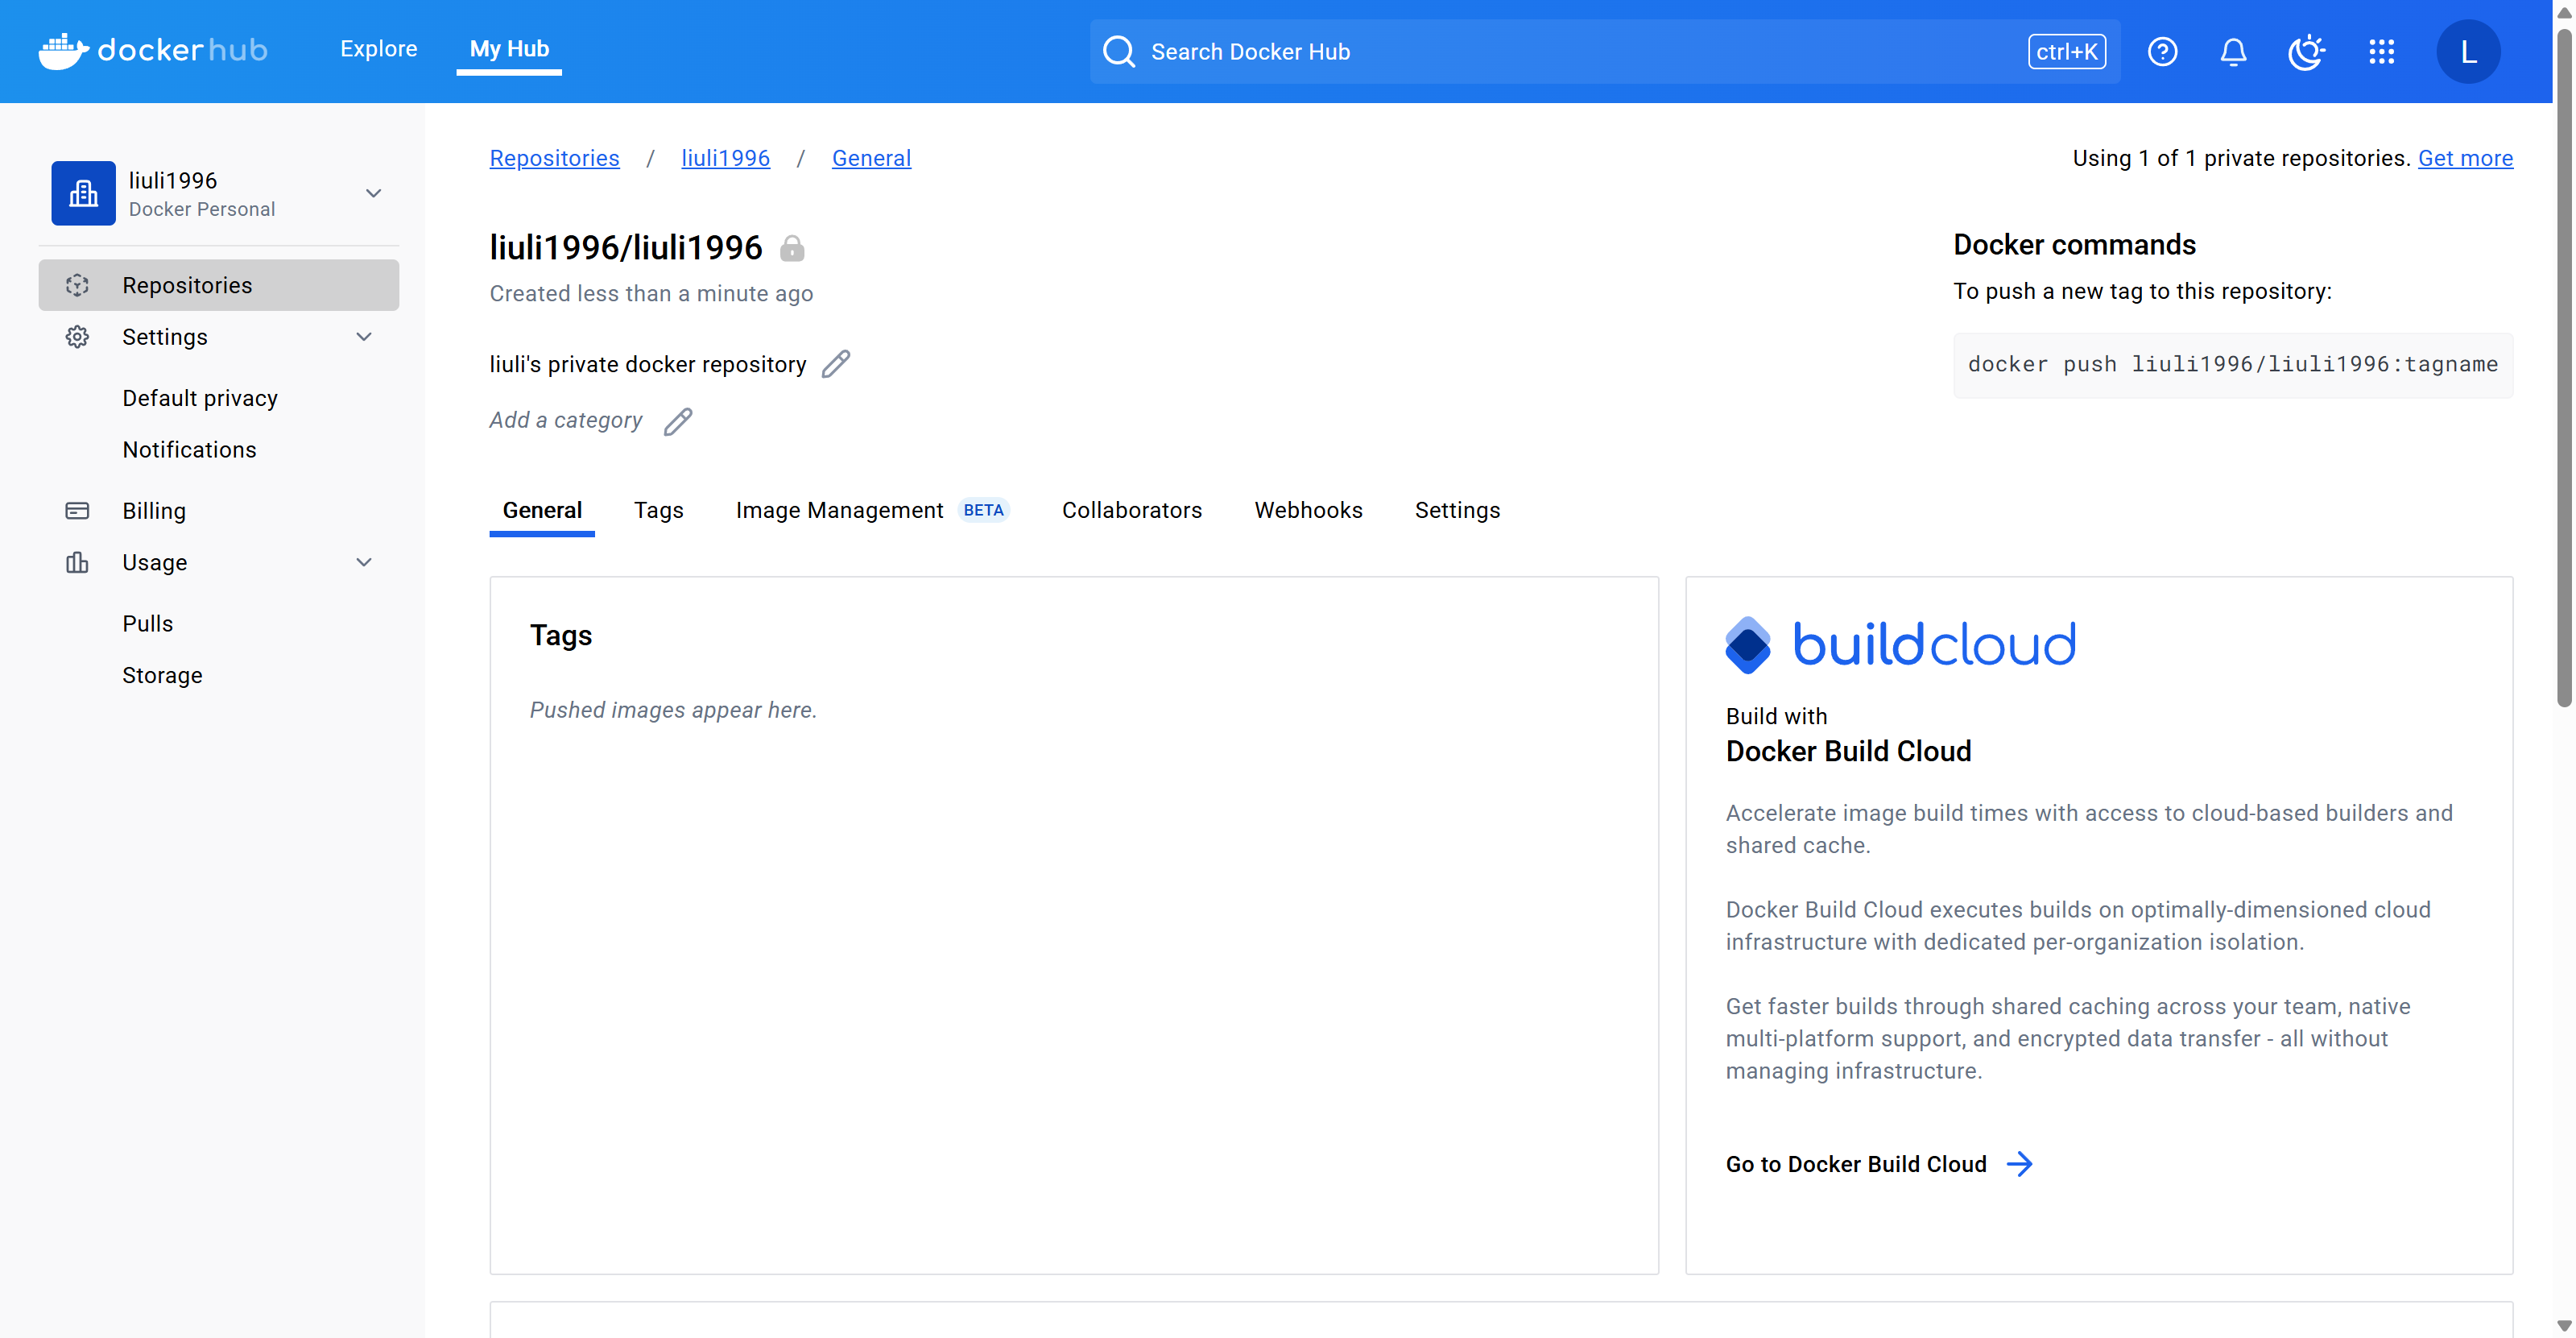 dockerhub
Explore
My Hub
Search Docker Hub
ctrl+K
L
liuli1996
Docker Personal
Repositories
Settings
Default privacy
Notifications
Billing
Usage
Pulls
Storage
Repositories / liuli1996 / General
Using 1 of 1 private repositories. Get more
liuli1996/liuli1996
Created less than a minute ago
liuli's private docker repository
Add a category
Docker commands
To push a new tag to this repository:
docker push liuli1996/liuli1996:tagname
General
Tags
Image Management BETA
Collaborators
Webhooks
Settings
Tags
Pushed images appear here.
buildcloud
Build with
Docker Build Cloud
Accelerate image build times with access to cloud-based builders and
shared cache.
Docker Build Cloud executes builds on optimally-dimensioned cloud
infrastructure with dedicated per-organization isolation.
Get faster builds through shared caching across your team, native
multi-platform support, and encrypted data transfer - all without
managing infrastructure.
Go to Docker Build Cloud